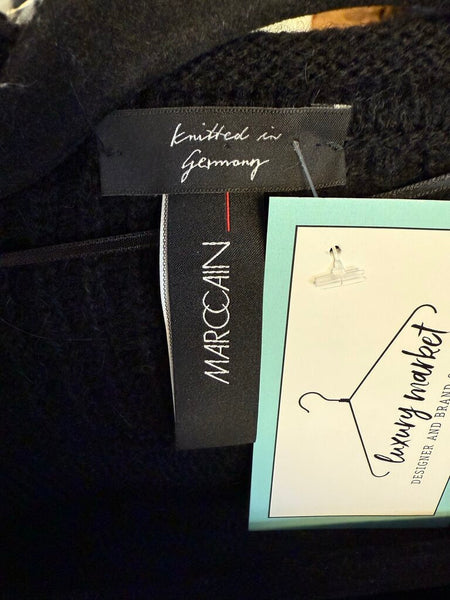 Knitted in
Germany
MARCCAIN
luxury market
DESIGNER AND BRAND